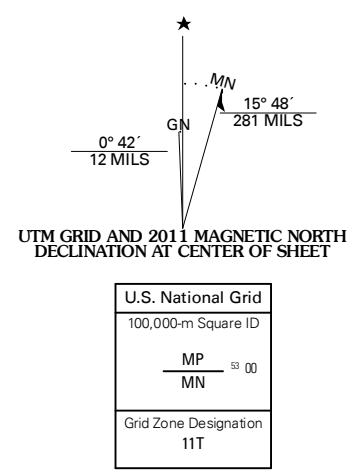 ★
MN
GN
15° 48´
281 MILS
0° 42´
12 MILS
UTM GRID AND 2011 MAGNETIC NORTH
DECLINATION AT CENTER OF SHEET
U.S. National Grid
100,000-m Square ID
MP
53 00
MN
Grid Zone Designation
11T